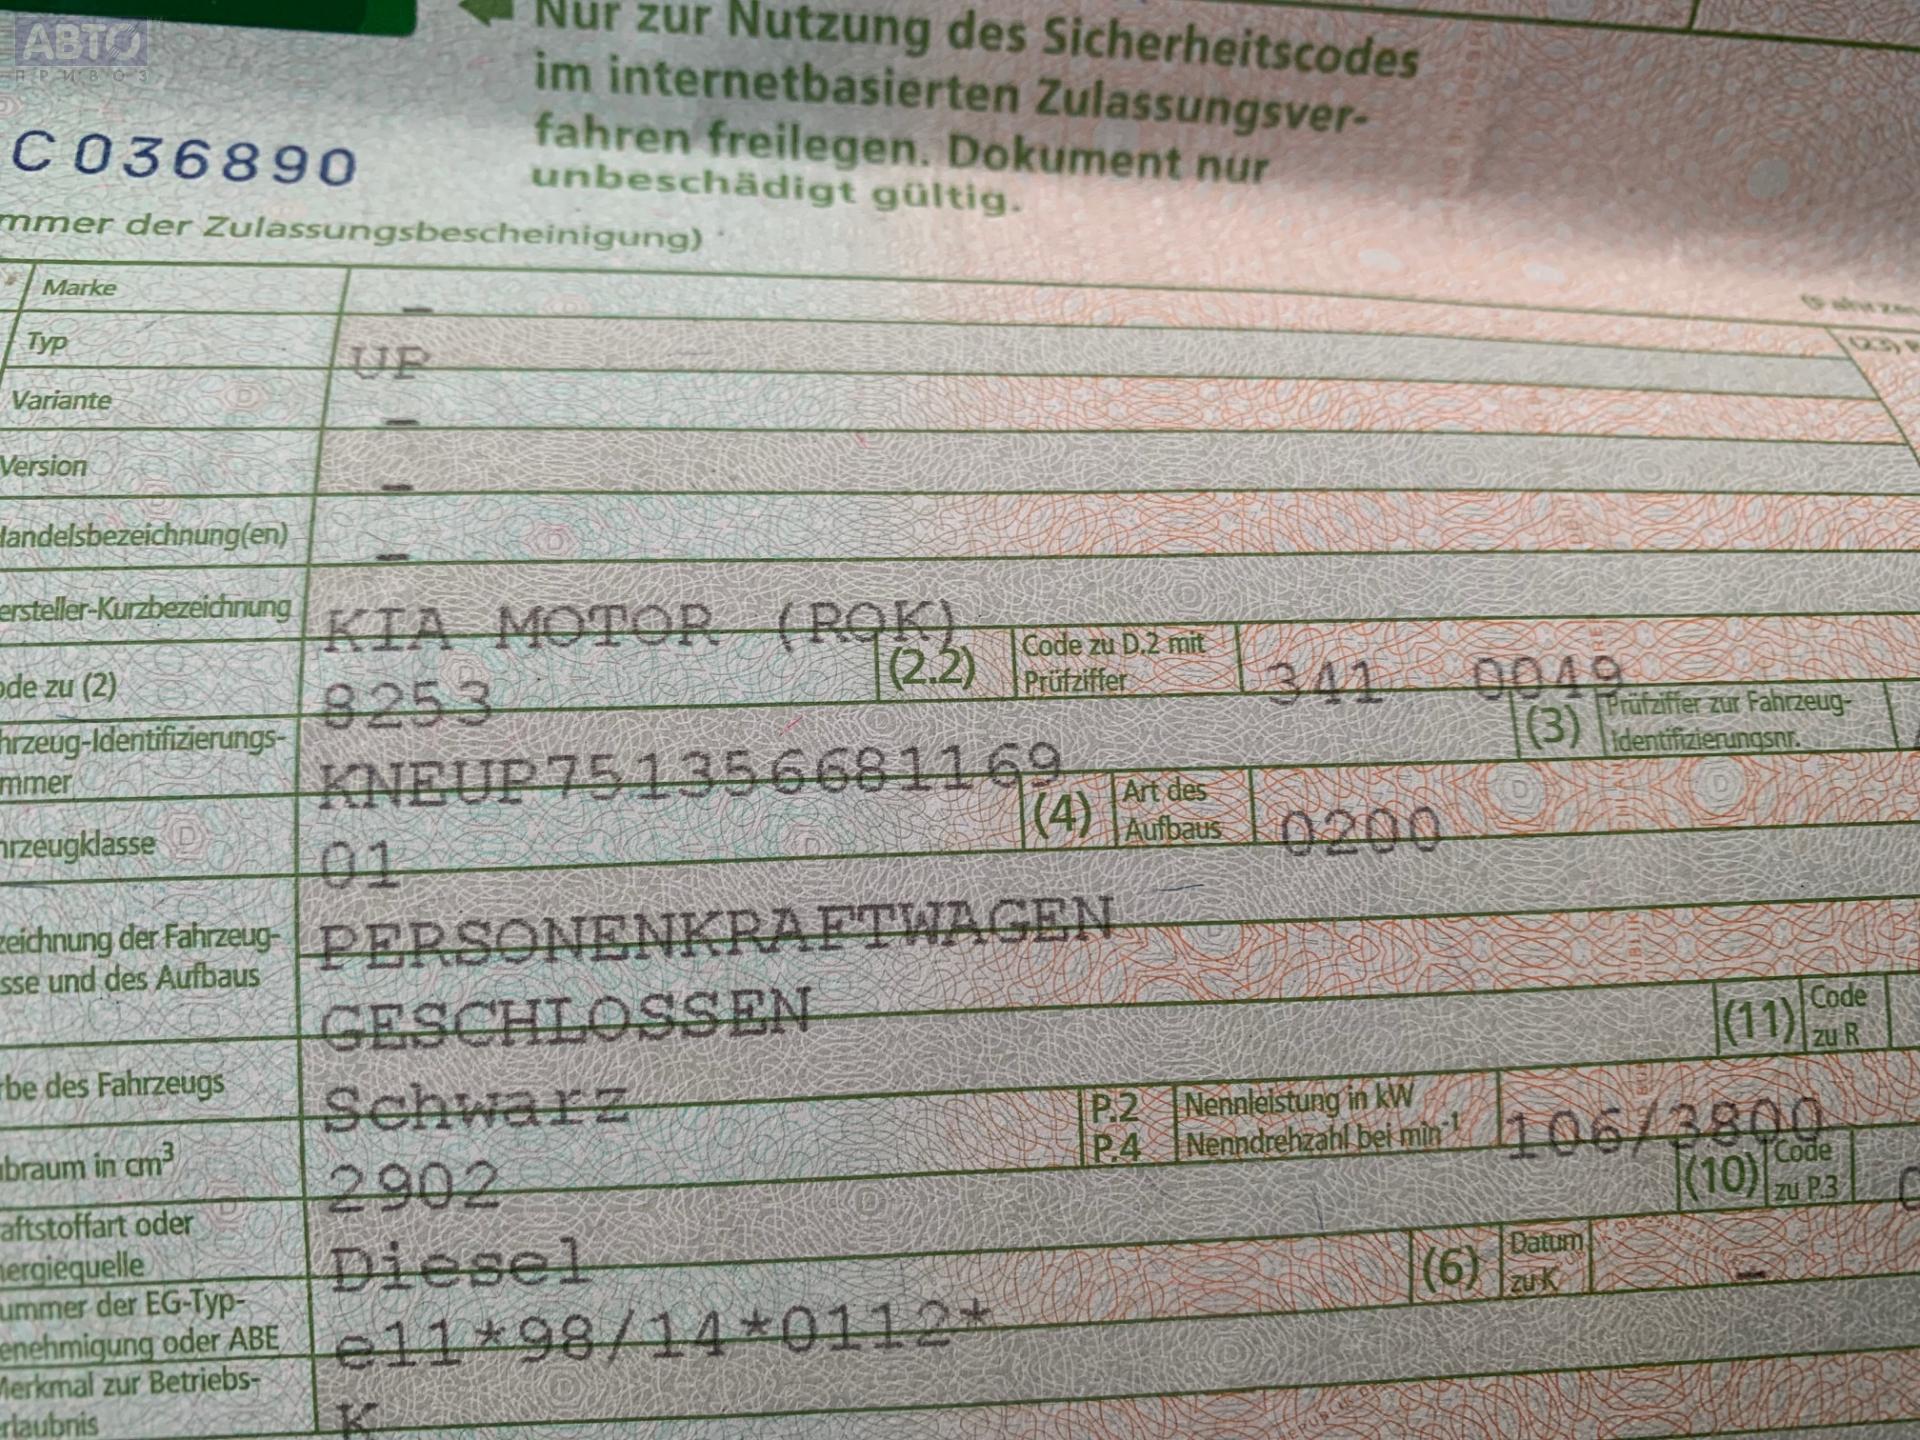 АВТО
ПРИВОЗ
Nur zur Nutzung des Sicherheitscodes
im internetbasierten Zulassungsver-
fahren freilegen. Dokument nur
unbeschädigt gültig.
C036890
mmer der Zulassungsbescheinigung)
Marke –
Typ UP
Variante –
Version –
Handelsbezeichnung(en) –
ersteller-Kurzbezeichnung KIA MOTOR (ROK)
ode zu (2) 8253 (2.2) Code zu D.2 mit
Prüfziffer 341 0049
hrzeug-Identifizierungs-
mmer KNEUP751356681169 (3) Prüfziffer zur Fahrzeug-
Identifizierungsnr.
hrzeugklasse 01 (4) Art des
Aufbaus 0200
zeichnung der Fahrzeug-
sse und des Aufbaus PERSONENKRAFTWAGEN
GESCHLOSSEN
(11) Code
zu R
rbe des Fahrzeugs Schwarz
ubraum in cm³ 2902 P.2 Nennleistung in kW
P.4 Nenndrehzahl bei min-1 106/3800
aftstoffart oder
nergiequelle Diesel (10) Code
zu P.3
ummer der EG-Typ-
enehmigung oder ABE e11*98/14*0112* (6) Datum
zu K –
Merkmal zur Betriebs-
rlaubnis K